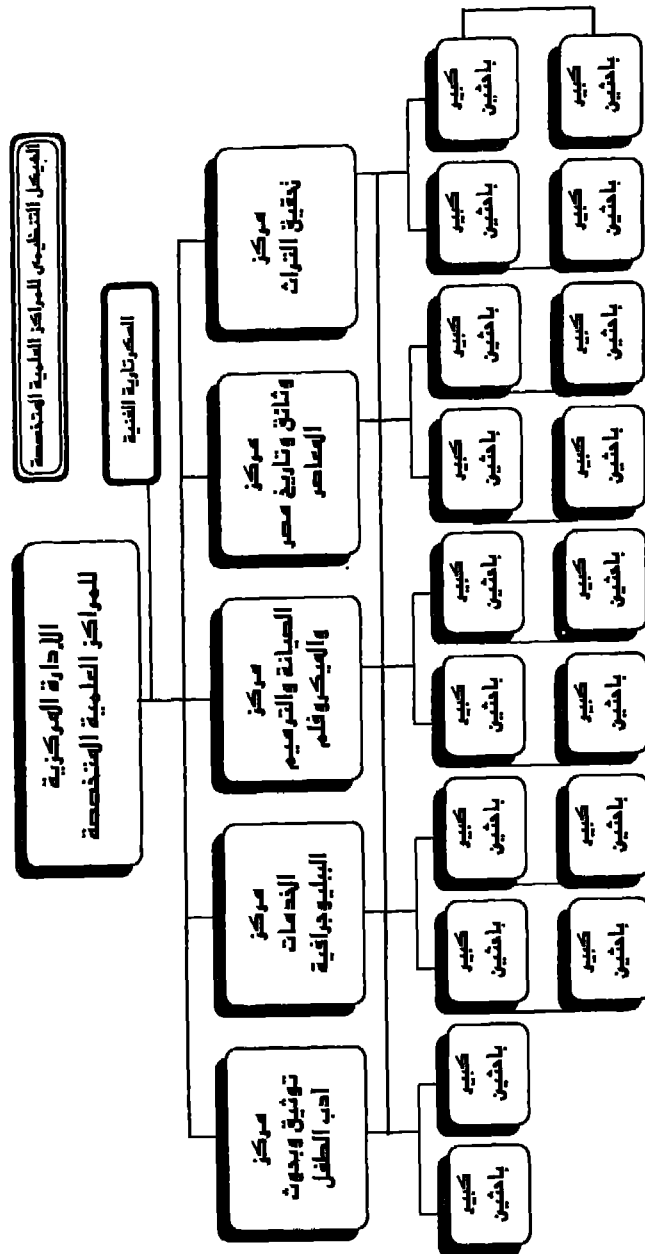 الهيكل التنظيمى للمراكز العلمية المتخصصة
الإدارة المركزية
للمراكز العلمية المتخصصة
السكرتارية الفنية
مركز
تحقيق التراث
مركز
وثائق وتاريخ مصر
المعاصر
مركز
الصيانة والترميم
والميكروفلم
مركز
الخدمات
الببليوجرافية
مركز
توثيق وبحوث
أدب الطفل
كبير
باحثين
كبير
باحثين
كبير
باحثين
كبير
باحثين
كبير
باحثين
كبير
باحثين
كبير
باحثين
كبير
باحثين
كبير
باحثين
كبير
باحثين
كبير
باحثين
كبير
باحثين
كبير
باحثين
كبير
باحثين
كبير
باحثين
كبير
باحثين
كبير
باحثين
كبير
باحثين